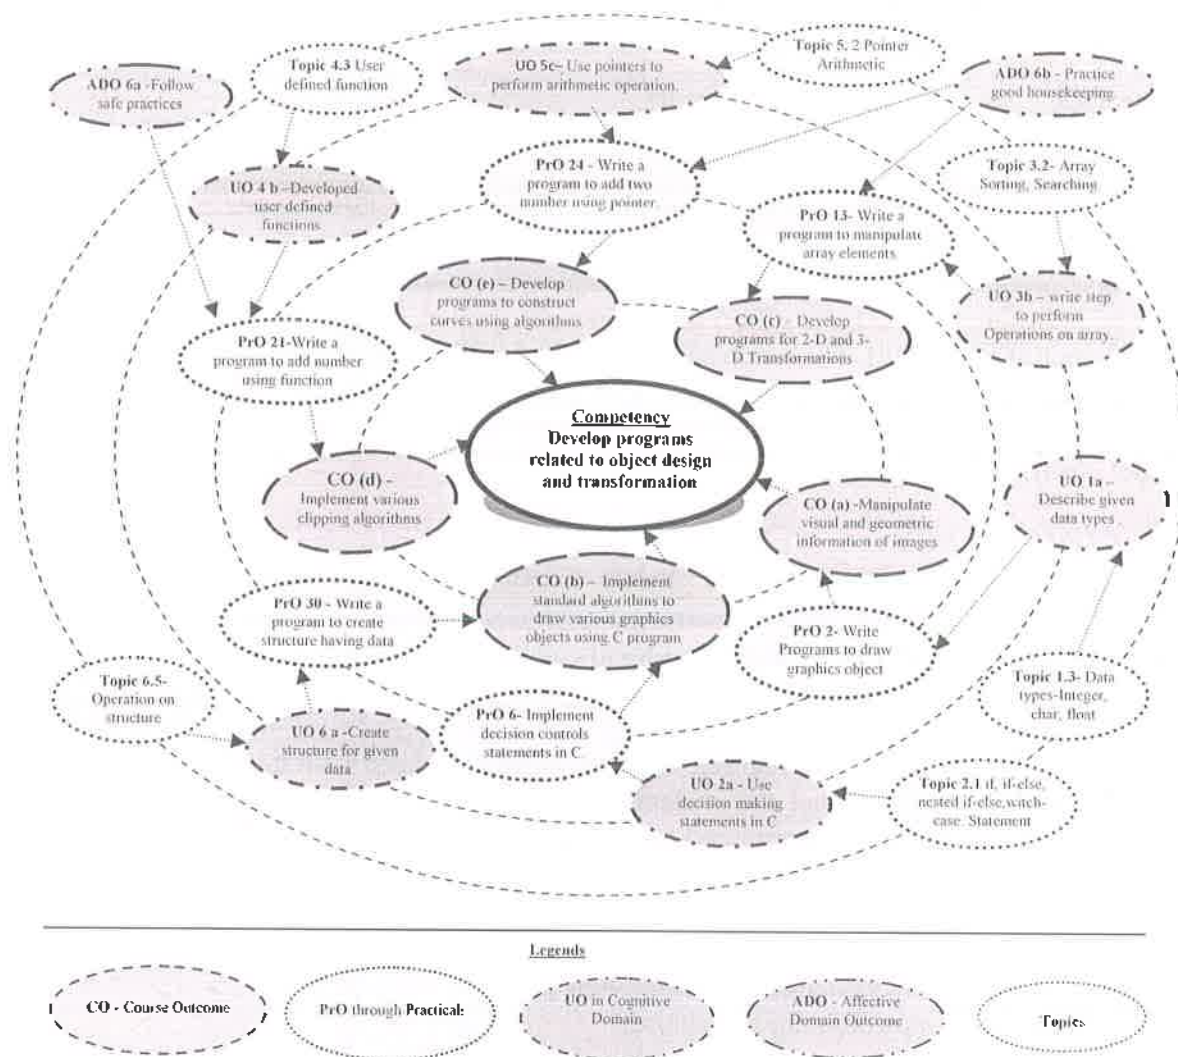 Topic 4.3 User
defined function
UO 5c– Use pointers to
perform arithmetic operation.
Topic 5. 2 Pointer
Arithmetic
ADO 6a -Follow
safe practices
ADO 6b - Practice
good housekeeping.
UO 4 b –Developed
user defined
functions
PrO 24 - Write a
program to add two
number using pointer.
Topic 3.2- Array
Sorting, Searching
PrO 13- Write a
program to manipulate
array elements
CO (e) – Develop
programs to construct
curves using algorithms
CO (c) - Develop
programs for 2-D and 3-
D Transformations
UO 3b – write step
to perform
Operations on array.
PrO 21-Write a
program to add number
using function
Competency
Develop programs
related to object design
and transformation
CO (d) -
Implement various
clipping algorithms
CO (a) -Manipulate
visual and geometric
information of images
UO 1a –
Describe given
data types
CO (b) – Implement
standard algorithms to
draw various graphics
objects using C program
PrO 30 - Write a
program to create
structure having data
PrO 2- Write
Programs to draw
graphics object
Topic 6.5-
Operation on
structure
Topic 1.3- Data
types-Integer,
char, float
UO 6 a -Create
structure for given
data
PrO 6- Implement
decision controls
statements in C.
UO 2a - Use
decision making
statements in C
Topic 2.1 if, if-else,
nested if-else,witch-
case. Statement
Legends
CO - Course Outcome
PrO through Practical:
UO in Cognitive
Domain
ADO - Affective
Domain Outcome
Topics